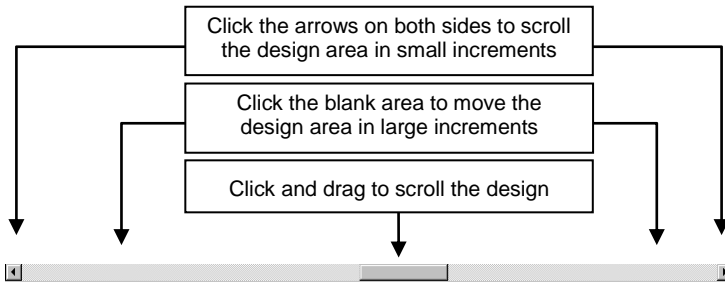 Click the arrows on both sides to scroll
the design area in small increments
Click the blank area to move the
design area in large increments
Click and drag to scroll the design